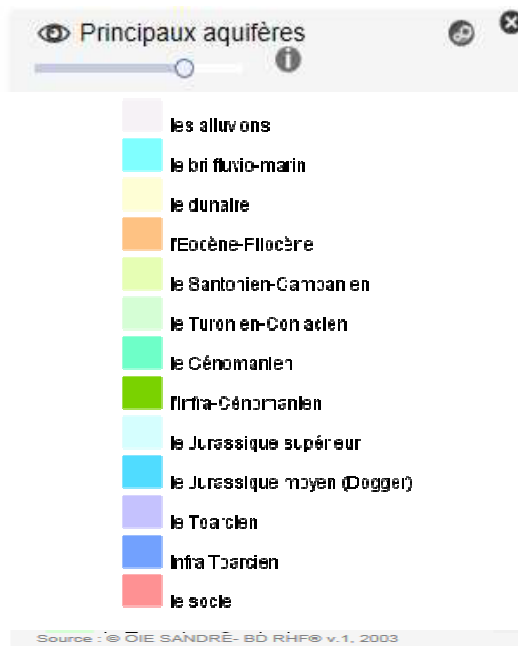 Principaux aquifères
les alluvions
le bri fluvio-marin
le dunaire
l'Eocène-Pliocène
le Santonien-Campanien
le Turonien-Coniacien
le Cénomanien
l'Infra-Cénomanien
le Jurassique supérieur
le Jurassique moyen (Dogger)
le Toarcien
Infra Toarcien
le socle
Source : © OIE SANDRE- BD RHF® v.1, 2003